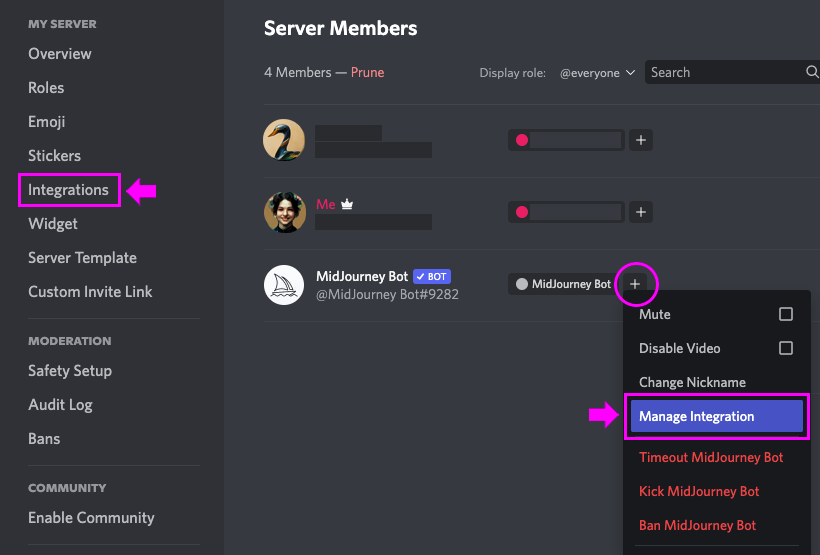 MY SERVER
Overview
Roles
Emoji
Stickers
Integrations
Widget
Server Template
Custom Invite Link
MODERATION
Safety Setup
Audit Log
Bans
COMMUNITY
Enable Community
Server Members
4 Members — Prune
Display role: @everyone
Search
Me
MidJourney Bot ✓ BOT
@MidJourney Bot#9282
MidJourney Bot
Mute
Disable Video
Change Nickname
Manage Integration
Timeout MidJourney Bot
Kick MidJourney Bot
Ban MidJourney Bot